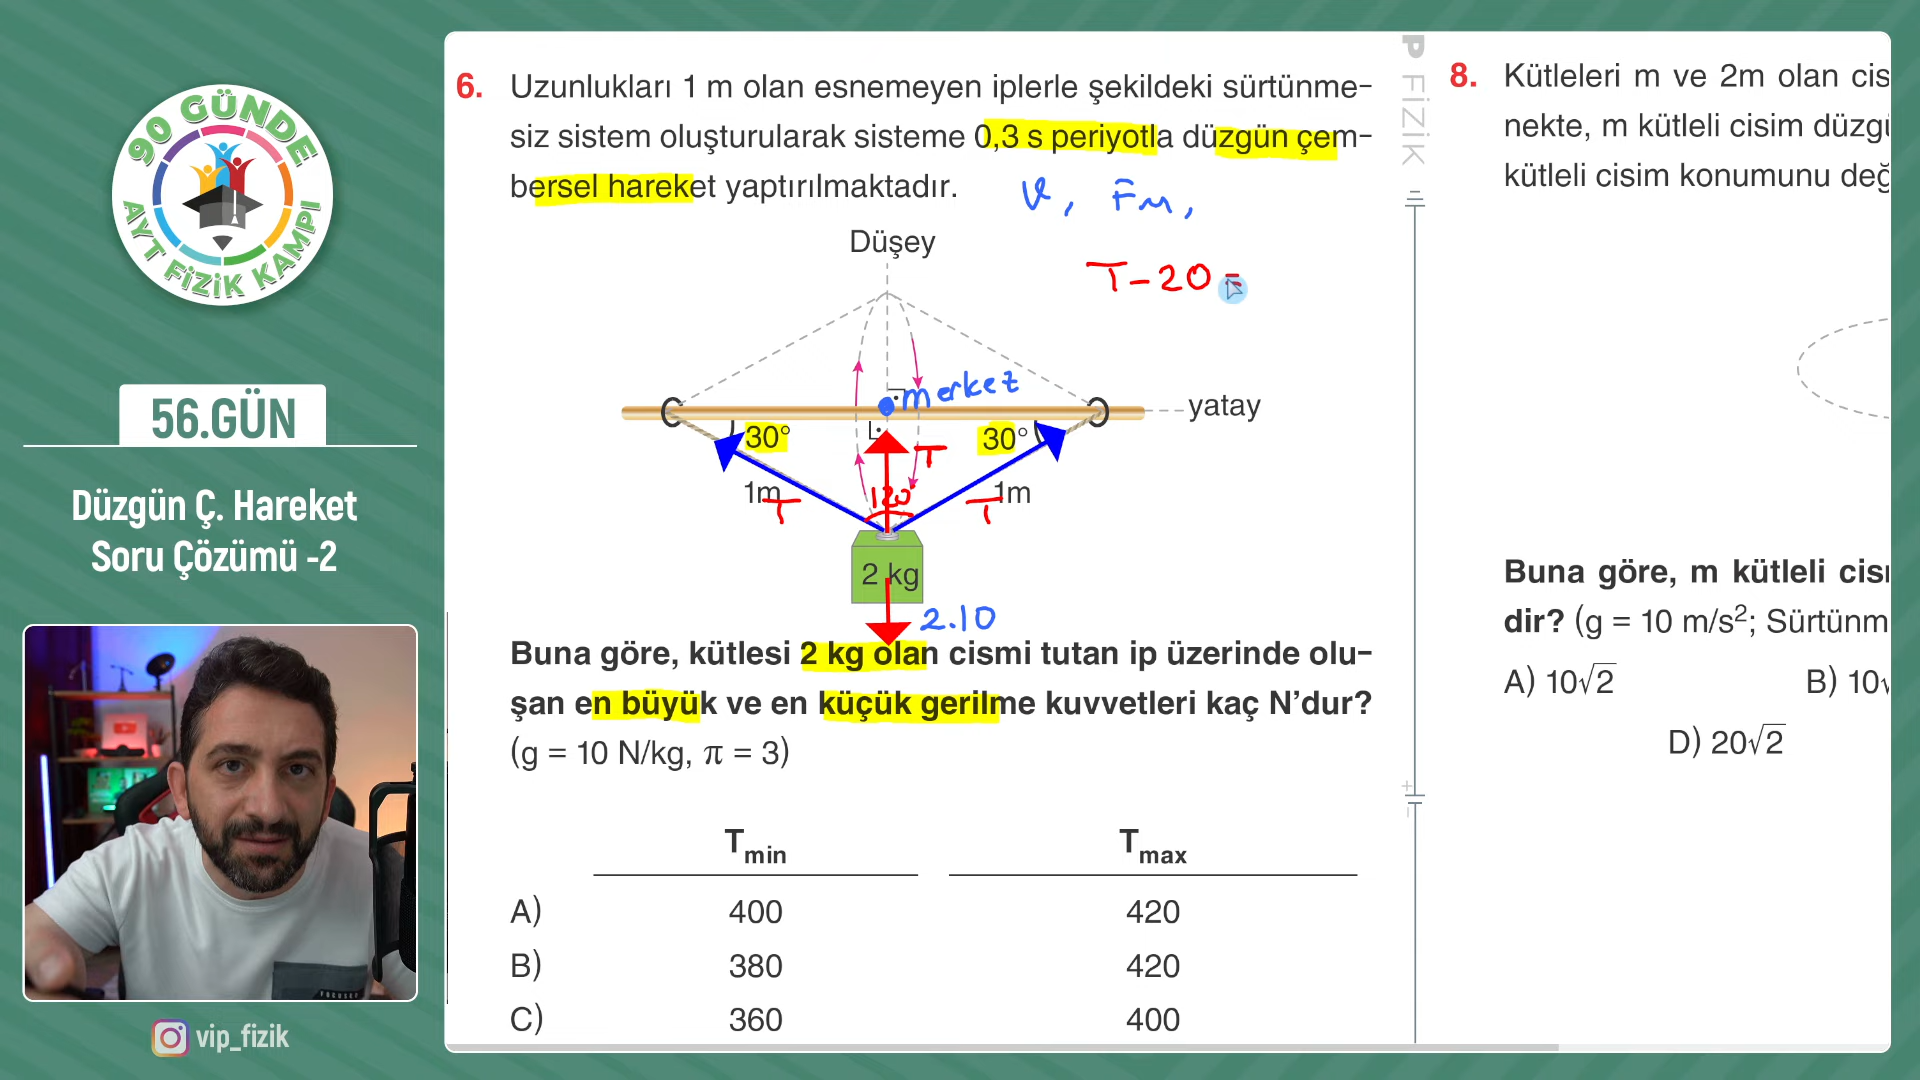 90 GÜNDE
AYT FİZİK KAMPI
56.GÜN
Düzgün Ç. Hareket
Soru Çözümü -2
vip_fizik
6. Uzunlukları 1 m olan esnemeyen iplerle şekildeki sürtünme-
siz sistem oluşturularak sisteme 0,3 s periyotla düzgün çem-
bersel hareket yaptırılmaktadır.
Düşey
T-20 =
merkez
yatay
30°
30°
T
1m
T
120°
T
1m
2 kg
2.10
Buna göre, kütlesi 2 kg olan cismi tutan ip üzerinde olu-
şan en büyük ve en küçük gerilme kuvvetleri kaç N'dur?
(g = 10 N/kg, π = 3)
Tmin Tmax
A) 400 420
B) 380 420
C) 360 400
P FİZİK
8. Kütleleri m ve 2m olan cis
nekte, m kütleli cisim düzgü
kütleli cisim konumunu değ
Buna göre, m kütleli cisi
dir? (g = 10 m/s²; Sürtünm
A) 10√2
B) 10√
D) 20√2